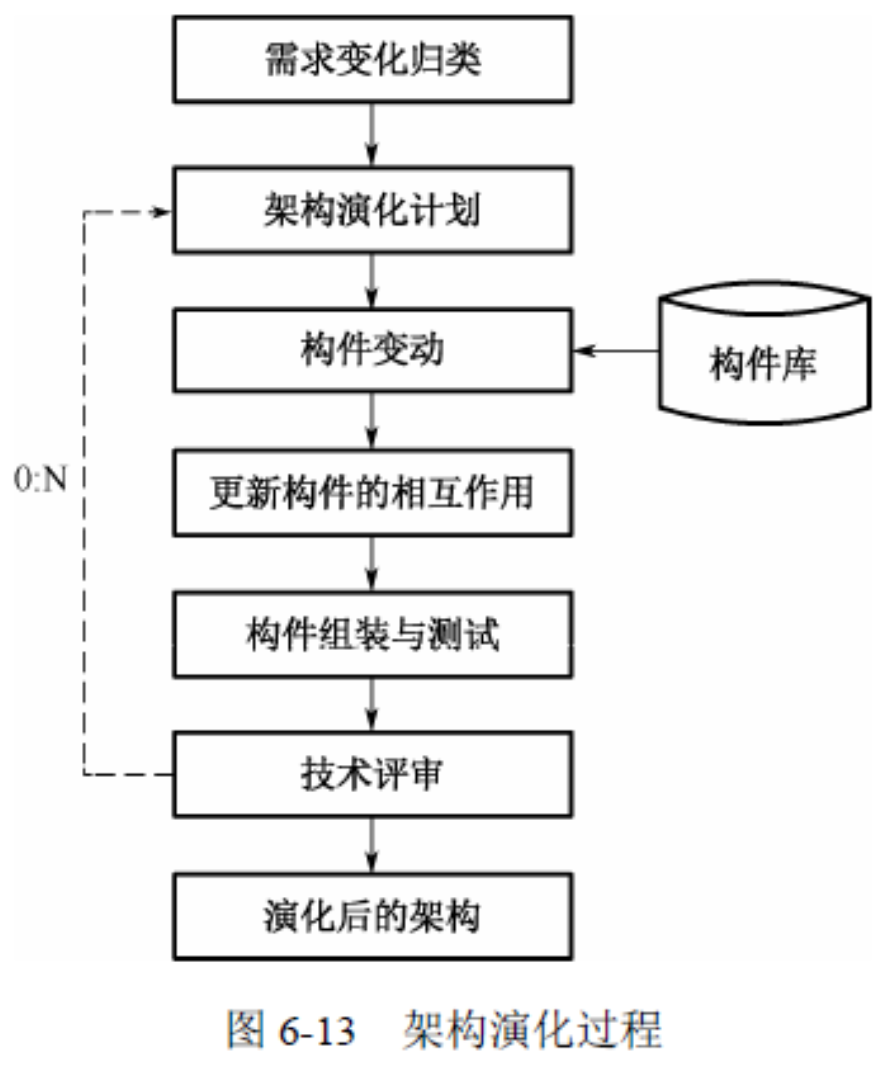 需求变化归类
架构演化计划
构件变动
构件库
更新构件的相互作用
0:N
构件组装与测试
技术评审
演化后的架构
图 6-13 架构演化过程